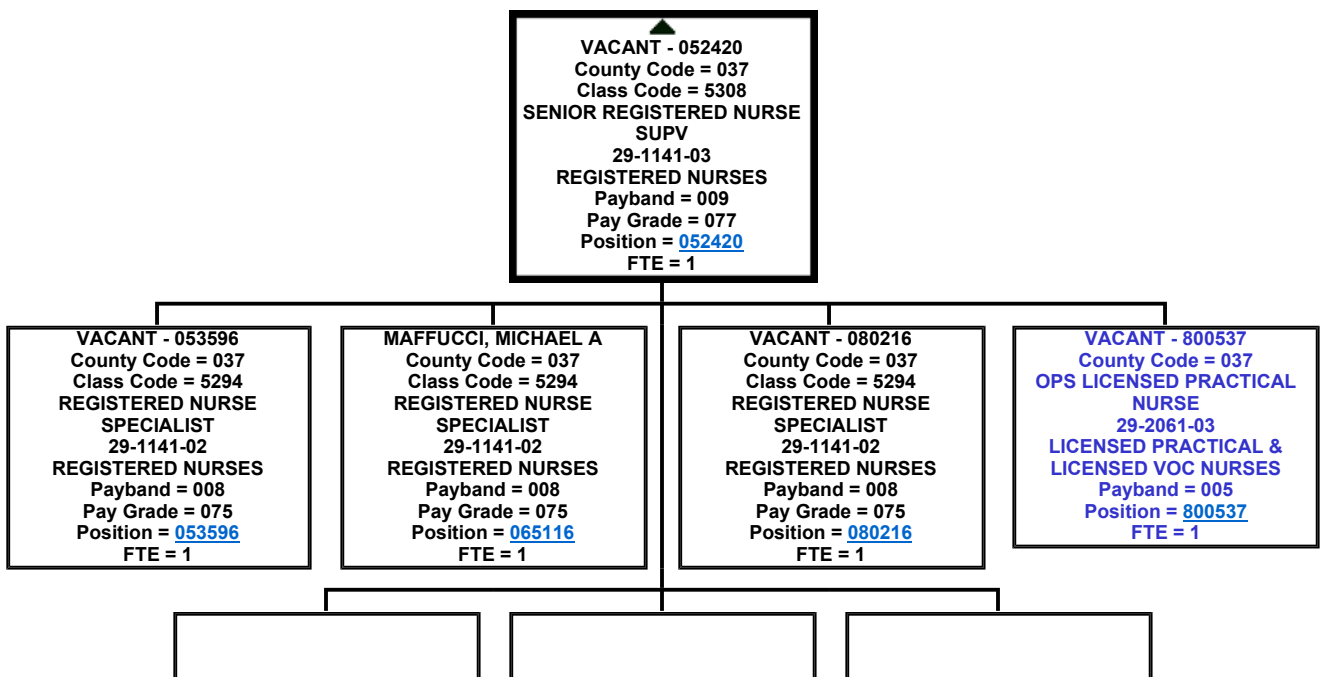 VACANT - 052420
County Code = 037
Class Code = 5308
SENIOR REGISTERED NURSE
SUPV
29-1141-03
REGISTERED NURSES
Payband = 009
Pay Grade = 077
Position = 052420
FTE = 1
VACANT - 053596
County Code = 037
Class Code = 5294
REGISTERED NURSE
SPECIALIST
29-1141-02
REGISTERED NURSES
Payband = 008
Pay Grade = 075
Position = 053596
FTE = 1
MAFFUCCI, MICHAEL A
County Code = 037
Class Code = 5294
REGISTERED NURSE
SPECIALIST
29-1141-02
REGISTERED NURSES
Payband = 008
Pay Grade = 075
Position = 065116
FTE = 1
VACANT - 080216
County Code = 037
Class Code = 5294
REGISTERED NURSE
SPECIALIST
29-1141-02
REGISTERED NURSES
Payband = 008
Pay Grade = 075
Position = 080216
FTE = 1
VACANT - 800537
County Code = 037
OPS LICENSED PRACTICAL
NURSE
29-2061-03
LICENSED PRACTICAL &
LICENSED VOC NURSES
Payband = 005
Position = 800537
FTE = 1